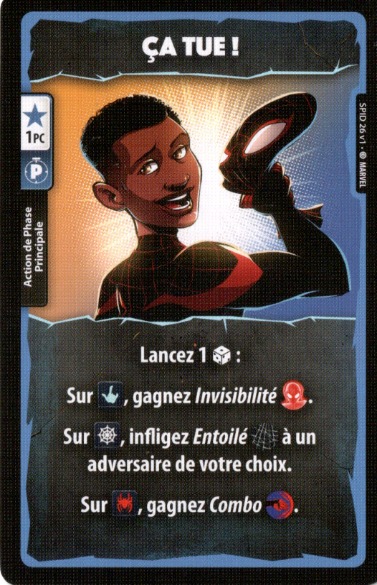 ÇA TUE !
1PC
P
Action de Phase
Principale
SPID 26 v1 • MARVEL
Lancez 1 :
Sur , gagnez Invisibilité .
Sur , infligez Entoilé à un
adversaire de votre choix.
Sur , gagnez Combo .